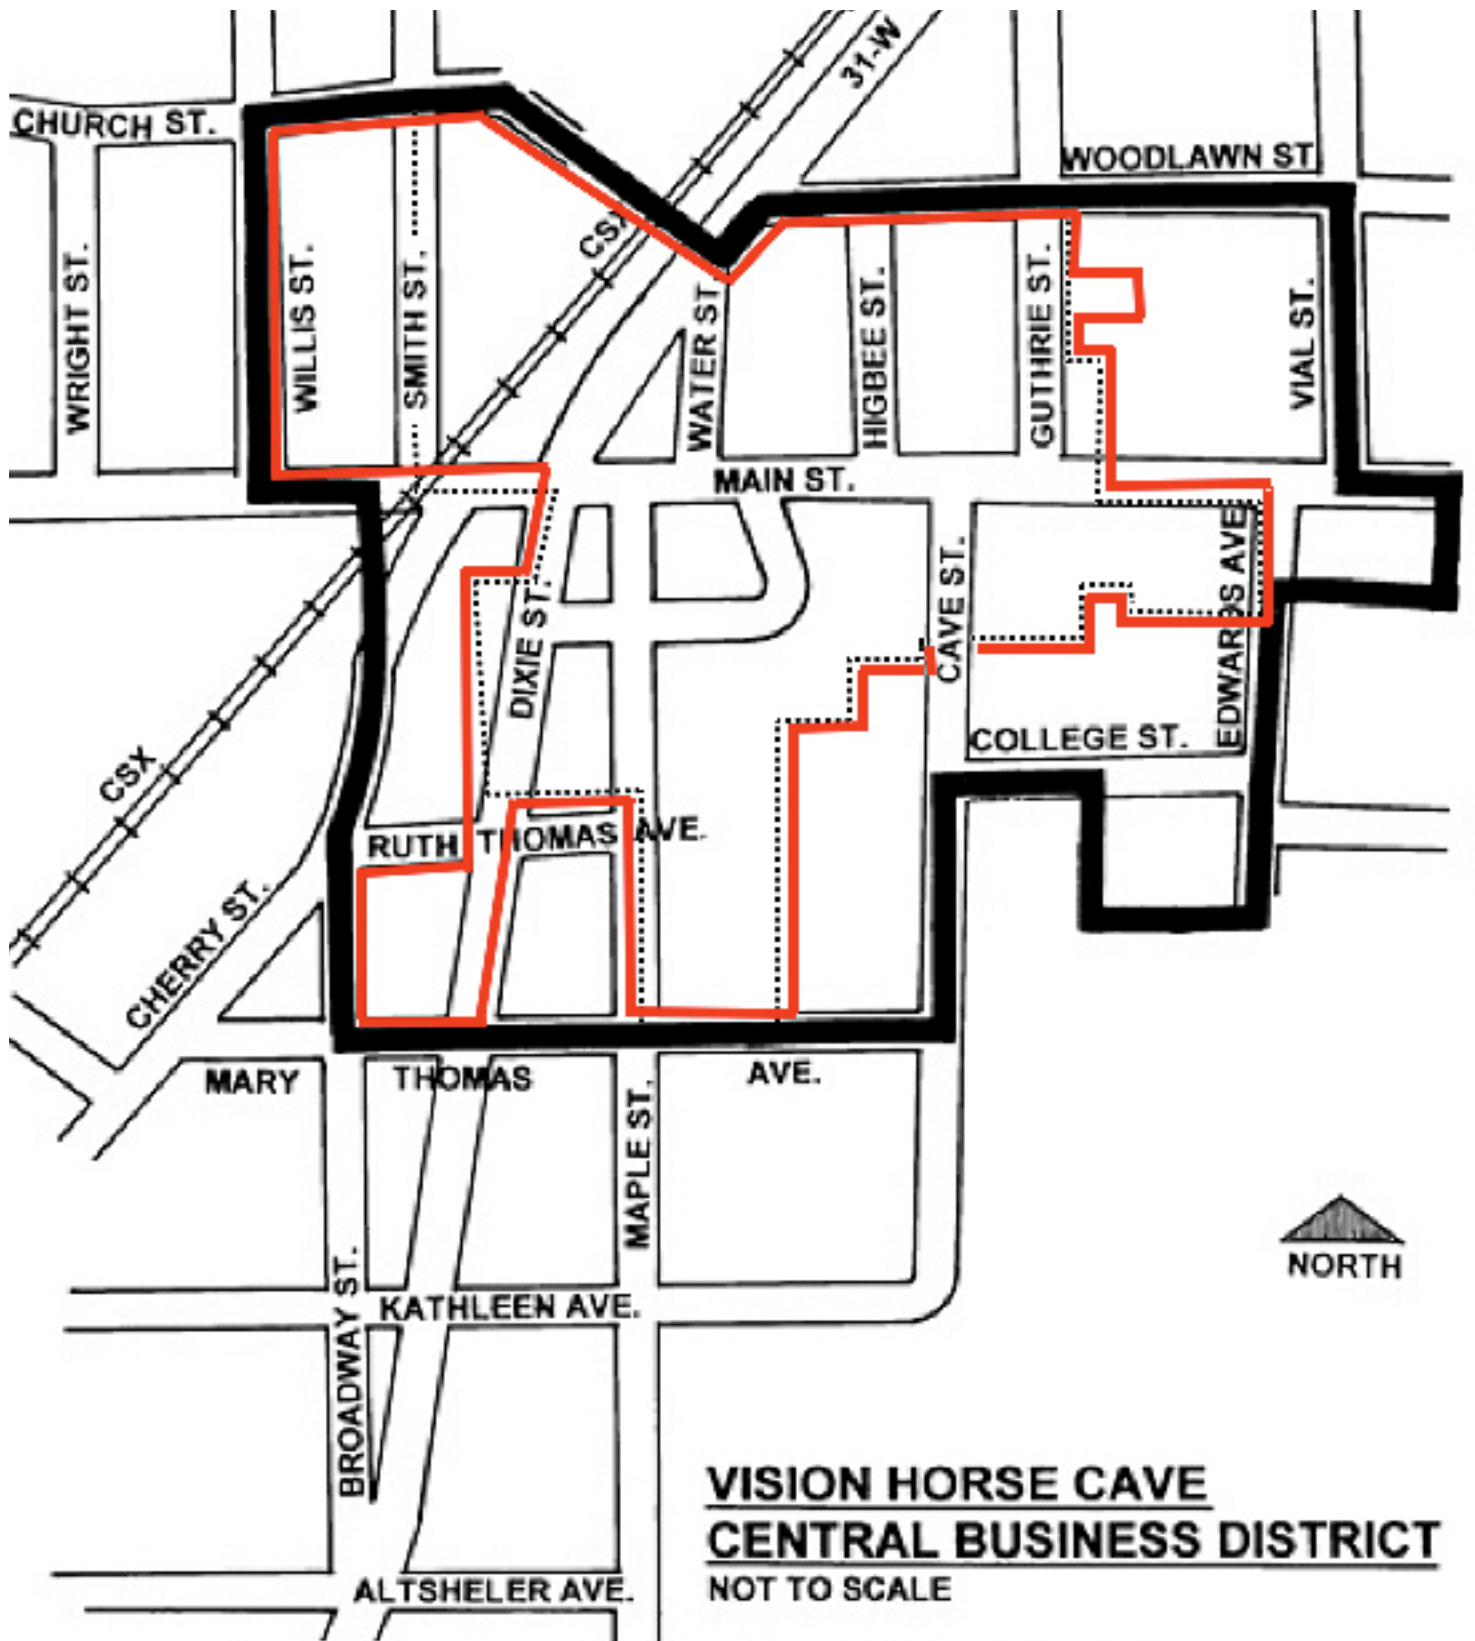 31-W
CHURCH ST.
WOODLAWN ST
CSX
WRIGHT ST.
WILLIS ST.
SMITH ST.
WATER ST.
HIGBEE ST.
GUTHRIE ST.
VIAL ST.
MAIN ST.
DIXIE ST.
CAVE ST.
EDWARDS AVE
COLLEGE ST.
CSX
RUTH THOMAS AVE.
CHERRY ST.
MARY THOMAS AVE.
MAPLE ST.
NORTH
BROADWAY ST.
KATHLEEN AVE.
VISION HORSE CAVE
CENTRAL BUSINESS DISTRICT
NOT TO SCALE
ALTSHELER AVE.